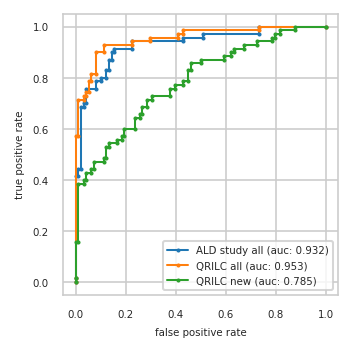 true positive rate
1.0
0.8
0.6
0.4
0.2
0.0
ALD study all (auc: 0.932)
QRILC all (auc: 0.953)
QRILC new (auc: 0.785)
0.0 0.2 0.4 0.6 0.8 1.0
false positive rate